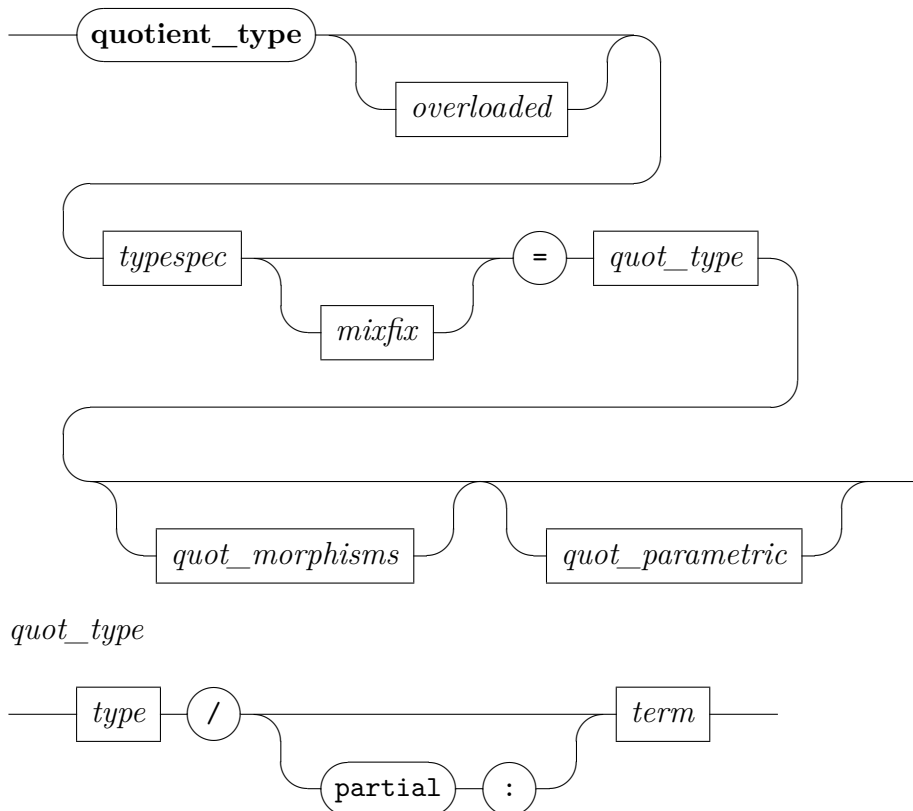 quotient_type
overloaded
typespec = quot_type
mixfix
quot_morphisms quot_parametric
quot_type
type / term
partial :